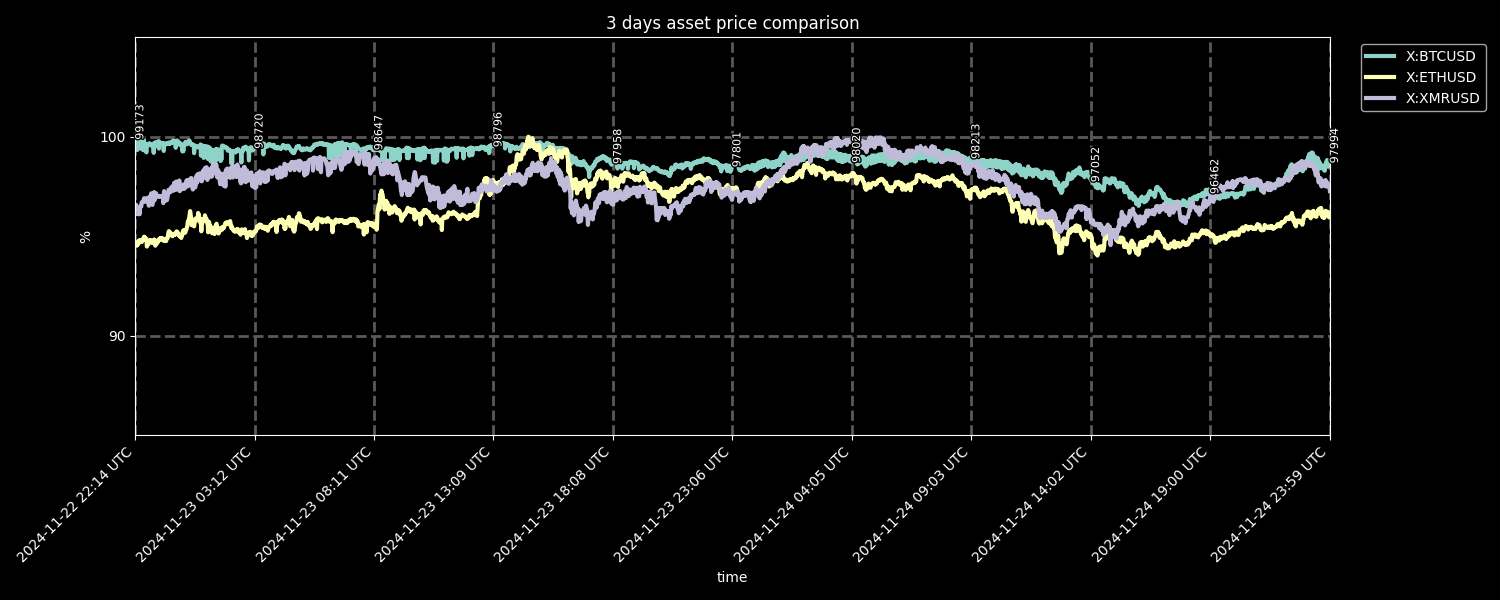 3 days asset price comparison
X:BTCUSD
X:ETHUSD
X:XMRUSD
100
90
%
99173
98720
98647
98796
97958
97801
98020
98213
97052
96462
97994
2024-11-22 22:14 UTC
2024-11-23 03:12 UTC
2024-11-23 08:11 UTC
2024-11-23 13:09 UTC
2024-11-23 18:08 UTC
2024-11-23 23:06 UTC
2024-11-24 04:05 UTC
2024-11-24 09:03 UTC
2024-11-24 14:02 UTC
2024-11-24 19:00 UTC
2024-11-24 23:59 UTC
time